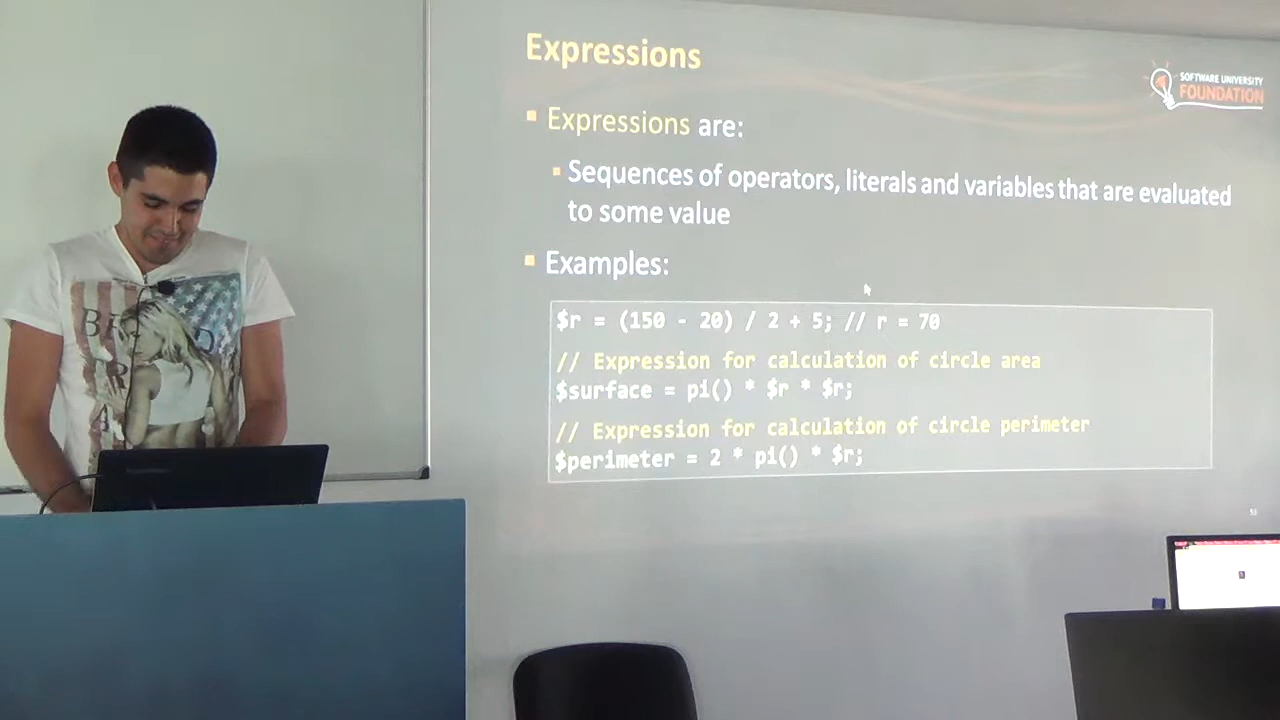 Expressions
SOFTWARE UNIVERSITY
FOUNDATION
Expressions are:
Sequences of operators, literals and variables that are evaluated
to some value
Examples:
$r = (150 - 20) / 2 + 5; // r = 70
// Expression for calculation of circle area
$surface = pi() * $r * $r;
// Expression for calculation of circle perimeter
$perimeter = 2 * pi() * $r;